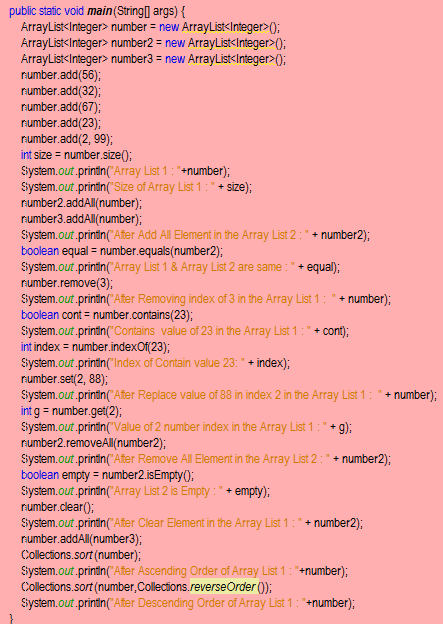 public static void main(String[] args) {
ArrayList<Integer> number = new ArrayList<Integer>();
ArrayList<Integer> number2 = new ArrayList<Integer>();
ArrayList<Integer> number3 = new ArrayList<Integer>();
number.add(56);
number.add(32);
number.add(67);
number.add(23);
number.add(2, 99);
int size = number.size();
System.out.println("Array List 1 : "+number);
System.out.println("Size of Array List 1 : " + size);
number2.addAll(number);
number3.addAll(number);
System.out.println("After Add All Element in the Array List 2 : " + number2);
boolean equal = number.equals(number2);
System.out.println("Array List 1 & Array List 2 are same : " + equal);
number.remove(3);
System.out.println("After Removing index of 3 in the Array List 1 :  " + number);
boolean cont = number.contains(23);
System.out.println("Contains  value of 23 in the Array List 1 : " + cont);
int index = number.indexOf(23);
System.out.println("Index of Contain value 23: " + index);
number.set(2, 88);
System.out.println("After Replace value of 88 in index 2 in the Array List 1 :  " + number);
int g = number.get(2);
System.out.println("Value of 2 number index in the Array List 1 : " + g);
number2.removeAll(number2);
System.out.println("After Remove All Element in the Array List 2 : " + number2);
boolean empty = number2.isEmpty();
System.out.println("Array List 2 is Empty : " + empty);
number.clear();
System.out.println("After Clear Element in the Array List 1 : " + number2);
number.addAll(number3);
Collections.sort(number);
System.out.println("After Ascending Order of Array List 1 : "+number);
Collections.sort(number,Collections.reverseOrder());
System.out.println("After Descending Order of Array List 1 : "+number);
}